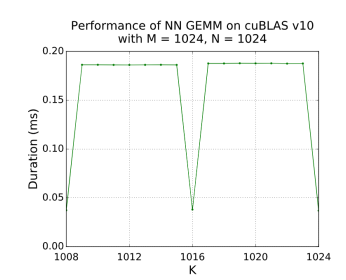 Performance of NN GEMM on cuBLAS v10
with M = 1024, N = 1024
0.20
0.15
0.10
0.05
0.00
Duration (ms)
1008 1012 1016 1020 1024
K